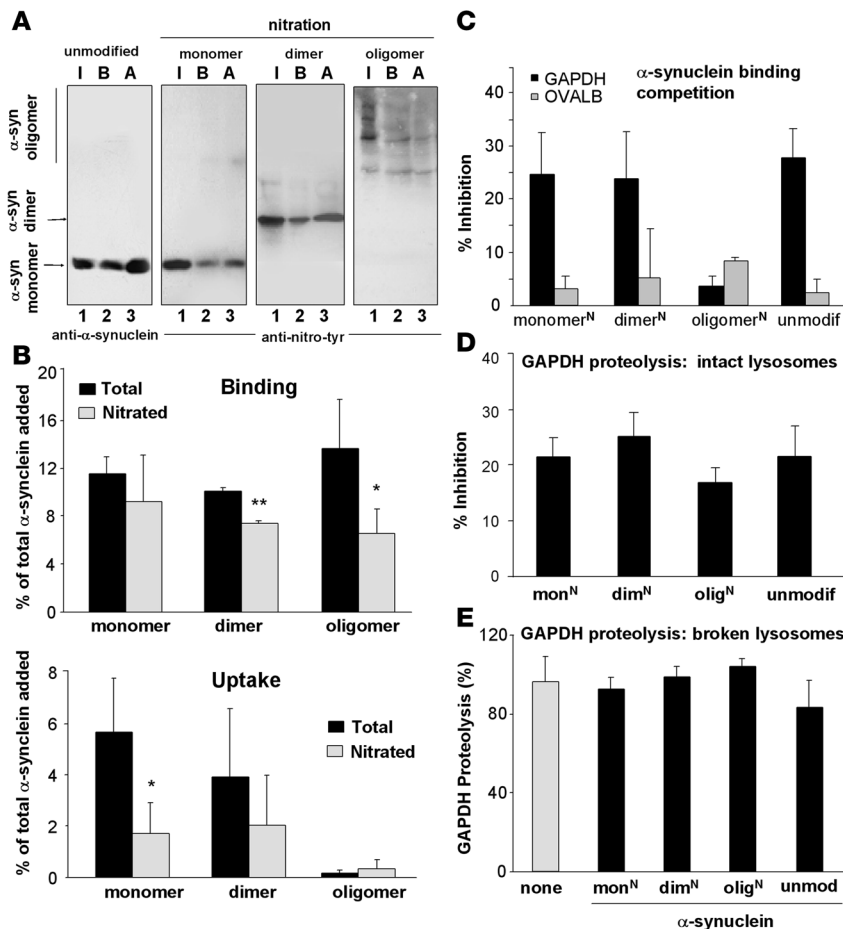 A
nitration
unmodified
monomer
dimer
oligomer
I B A
I B A
I B A
I B A
α-syn
oligomer
α-syn
dimer
α-syn
monomer
1 2 3
1 2 3
1 2 3
1 2 3
anti-α-synuclein
anti-nitro-tyr
B
20
16
12
8
4
0
% of total α-synclein added
Total
Nitrated
Binding
**
*
monomer
dimer
oligomer
8
6
4
2
0
% of total α-synclein added
Uptake
Total
Nitrated
*
monomer
dimer
oligomer
C
GAPDH
OVALB
α-synuclein binding
competition
40
30
20
10
0
% Inhibition
monomerᴺ
dimerᴺ
oligomerᴺ
unmodif
D
GAPDH proteolysis: intact lysosomes
40
30
20
10
0
% Inhibition
monᴺ
dimᴺ
oligᴺ
unmodif
E
GAPDH proteolysis: broken lysosomes
120
80
40
0
GAPDH Proteolysis (%)
none
monᴺ
dimᴺ
oligᴺ
unmod
α-synuclein